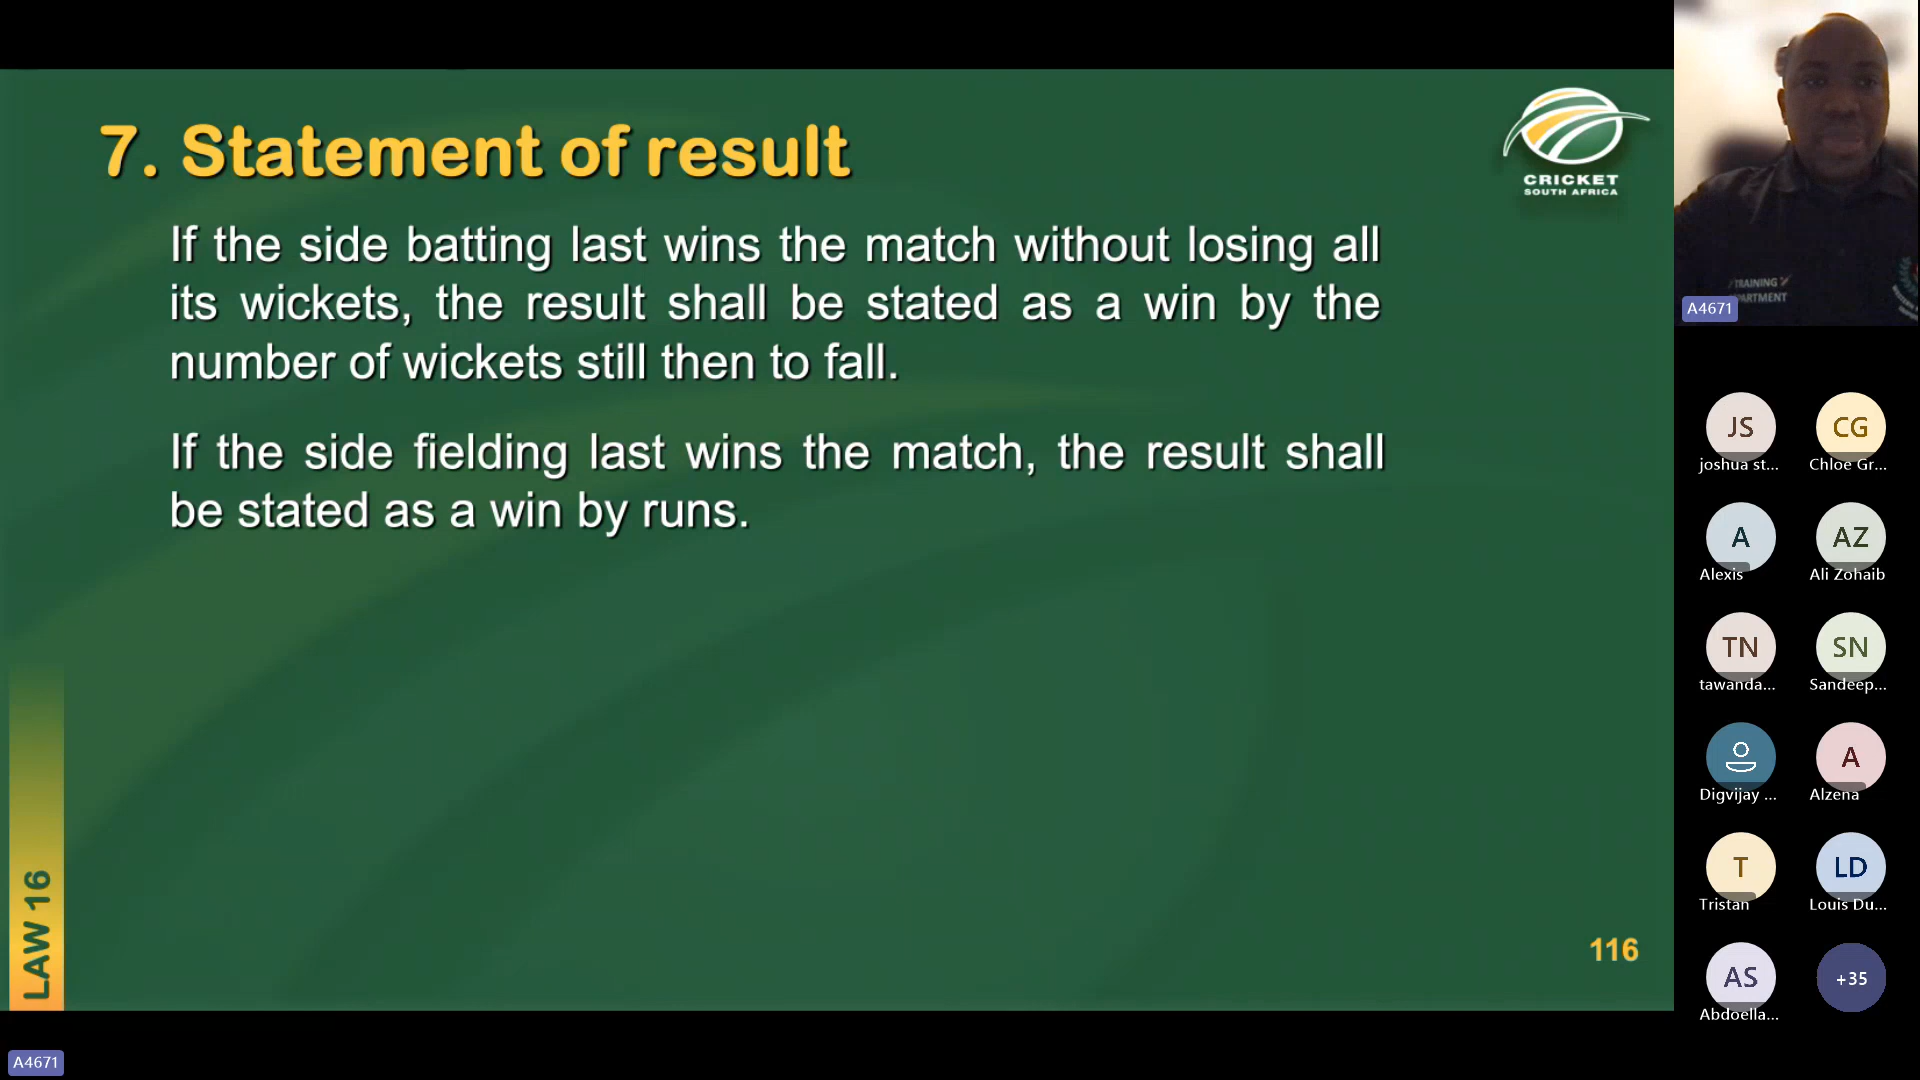 7. Statement of result
CRICKET
SOUTH AFRICA
If the side batting last wins the match without losing all
its wickets, the result shall be stated as a win by the
number of wickets still then to fall.
If the side fielding last wins the match, the result shall
be stated as a win by runs.
LAW 16
116
TRAINING
A4671
JS
joshua st...
CG
Chloe Gr...
A
Alexis
AZ
Ali Zohaib
TN
tawanda...
SN
Sandeep...
Digvijay ...
A
Alzena
T
Tristan
LD
Louis Du...
AS
Abdoella...
+35
A4671